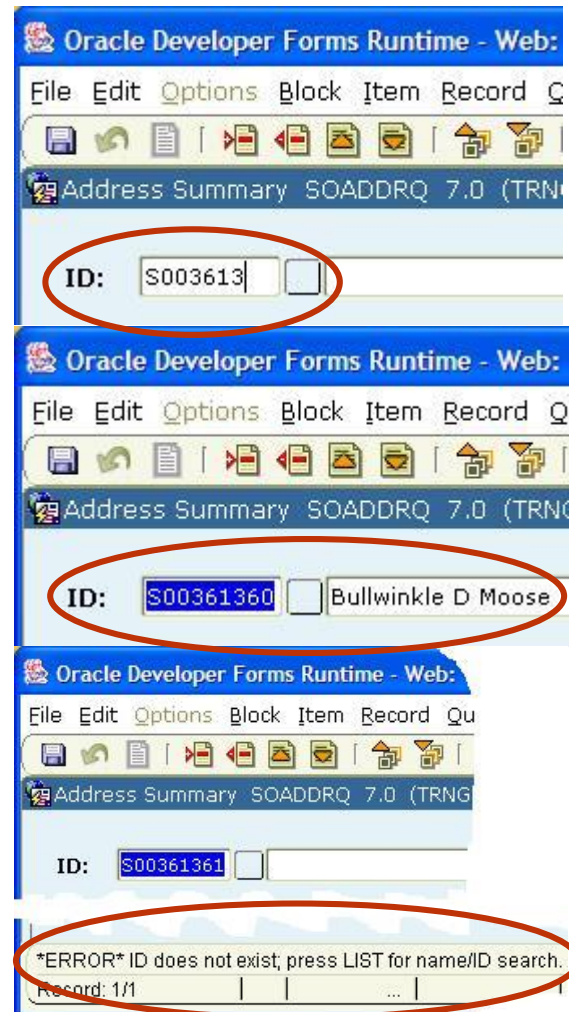 Oracle Developer Forms Runtime - Web:
File Edit Options Block Item Record Q
Address Summary SOADDRQ 7.0 (TRN
ID: S003613
Oracle Developer Forms Runtime - Web:
File Edit Options Block Item Record Q
Address Summary SOADDRQ 7.0 (TRN
ID: S00361360 Bullwinkle D Moose
Oracle Developer Forms Runtime - Web:
File Edit Options Block Item Record Qu
Address Summary SOADDRQ 7.0 (TRNG
ID: S00361361
*ERROR* ID does not exist; press LIST for name/ID search.
Record: 1/1 ...